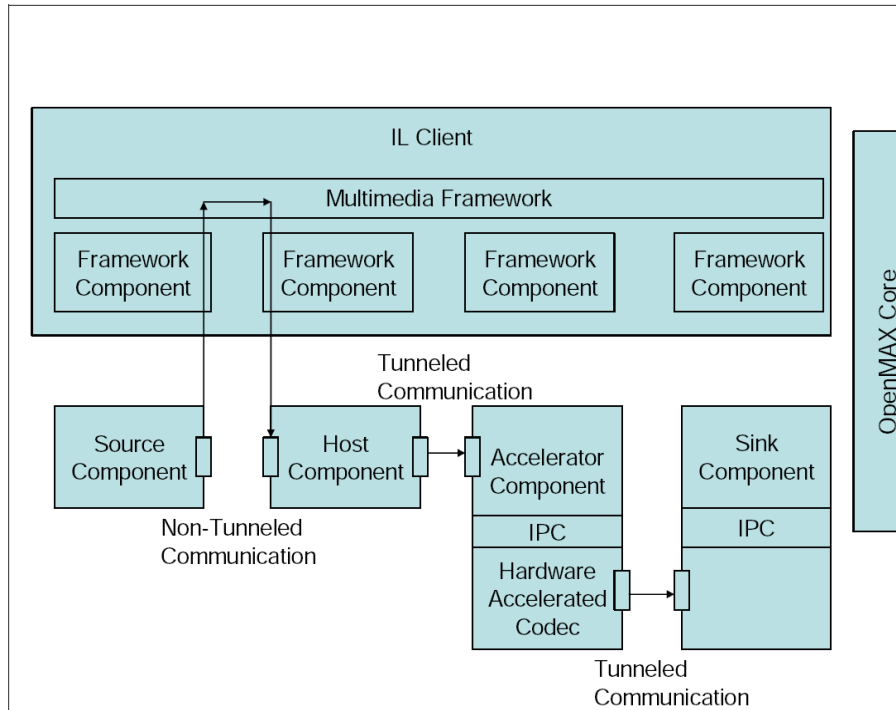 IL Client
Multimedia Framework
Framework
Component
Framework
Component
Framework
Component
Framework
Component
OpenMAX Core
Tunneled
Communication
Source
Component
Host
Component
Accelerator
Component
Sink
Component
Non-Tunneled
Communication
IPC
IPC
Hardware
Accelerated
Codec
Tunneled
Communication